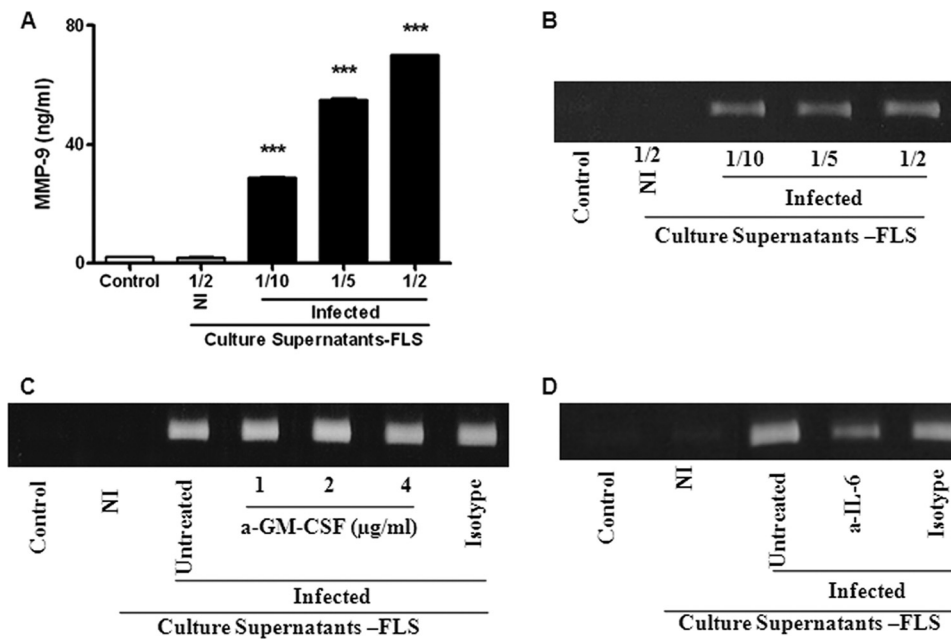 A
MMP-9 (ng/ml)
80
40
0
***
***
***
Control
1/2
NI
1/10
1/5
1/2
Infected
Culture Supernatants-FLS
B
Control
1/2
NI
1/10
1/5
1/2
Infected
Culture Supernatants –FLS
C
Control
NI
Untreated
1
2
4
a-GM-CSF (µg/ml)
Isotype
Infected
Culture Supernatants –FLS
D
Control
NI
Untreated
a-IL-6
Isotype
Infected
Culture Supernatants –FLS